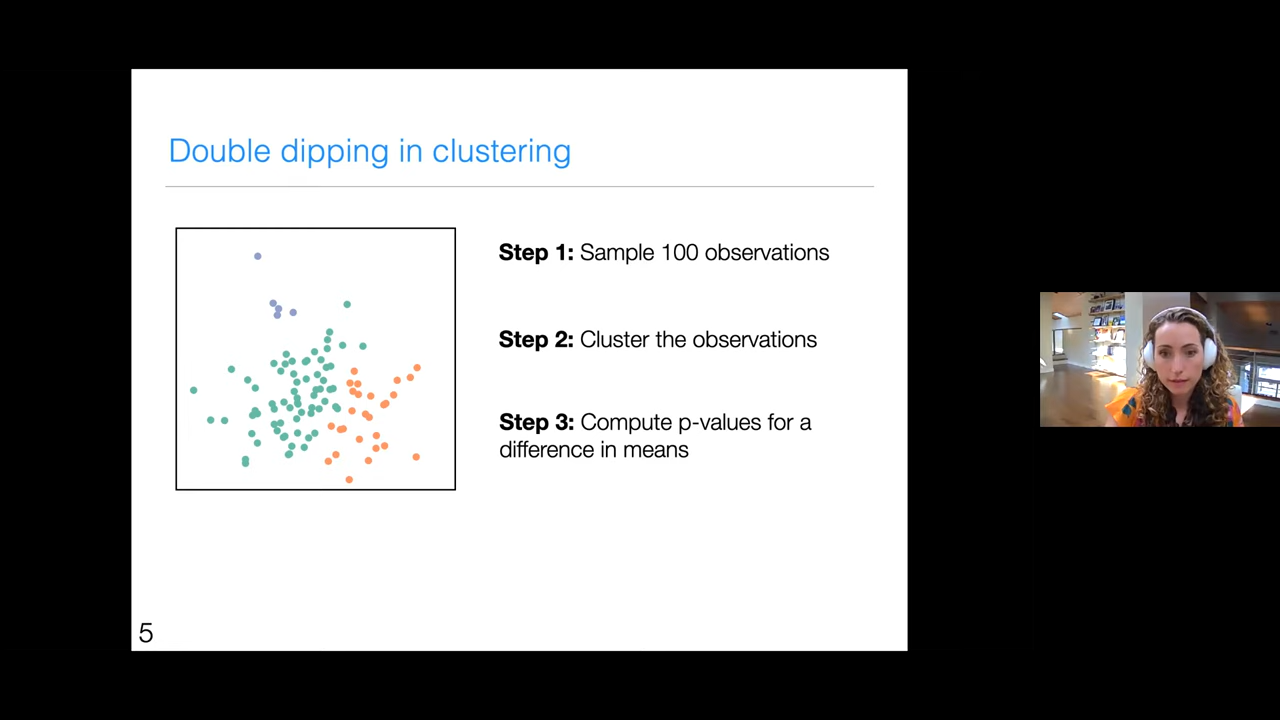 Double dipping in clustering
Step 1: Sample 100 observations
Step 2: Cluster the observations
Step 3: Compute p-values for a
difference in means
5